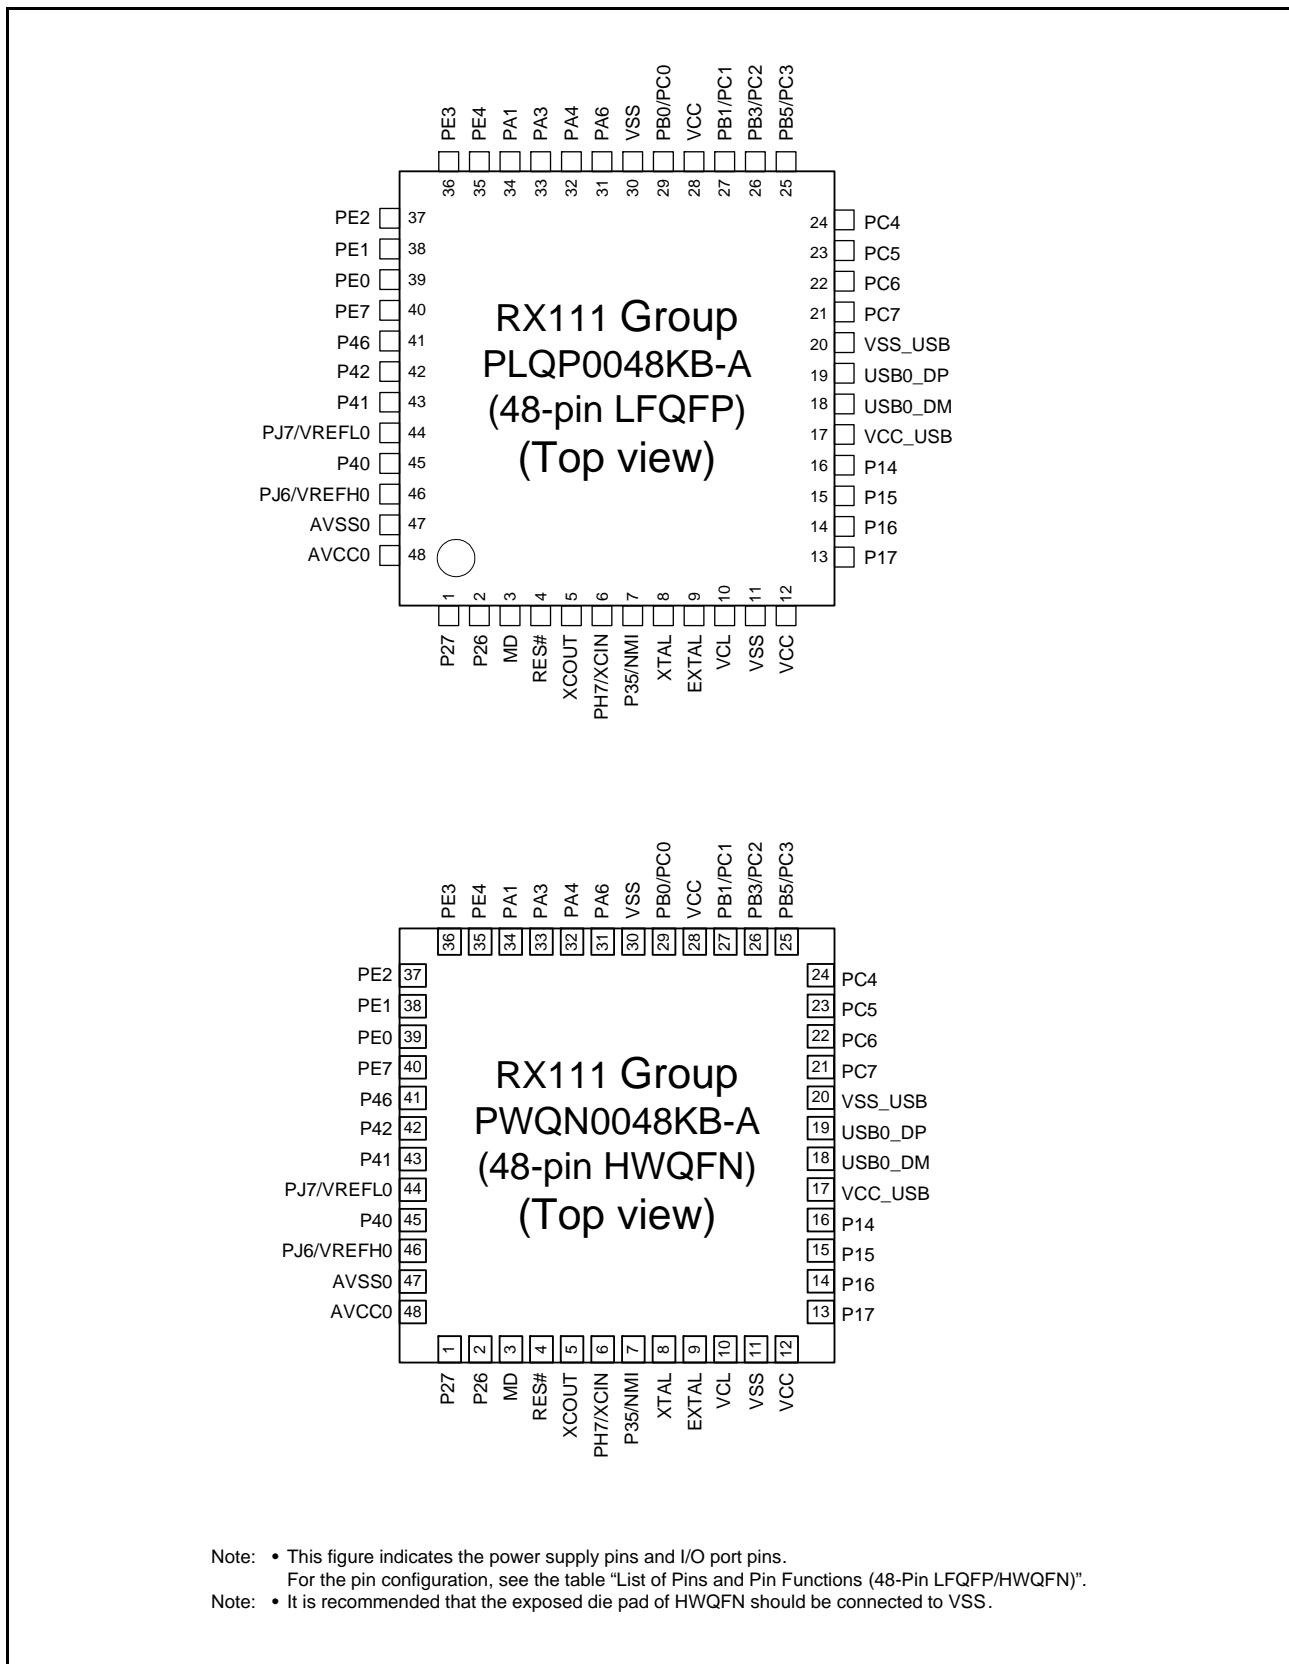 PE3
PE4
PA1
PA3
PA4
PA6
VSS
PB0/PC0
VCC
PB1/PC1
PB3/PC2
PB5/PC3
36
35
34
33
32
31
30
29
28
27
26
25
PE2 37
PE1 38
PE0 39
PE7 40
P46 41
P42 42
P41 43
PJ7/VREFL0 44
P40 45
PJ6/VREFH0 46
AVSS0 47
AVCC0 48
RX111 Group
PLQP0048KB-A
(48-pin LFQFP)
(Top view)
24 PC4
23 PC5
22 PC6
21 PC7
20 VSS_USB
19 USB0_DP
18 USB0_DM
17 VCC_USB
16 P14
15 P15
14 P16
13 P17
1
2
3
4
5
6
7
8
9
10
11
12
P27
P26
MD
RES#
XCOUT
PH7/XCIN
P35/NMI
XTAL
EXTAL
VCL
VSS
VCC
PE3
PE4
PA1
PA3
PA4
PA6
VSS
PB0/PC0
VCC
PB1/PC1
PB3/PC2
PB5/PC3
36
35
34
33
32
31
30
29
28
27
26
25
PE2 37
PE1 38
PE0 39
PE7 40
P46 41
P42 42
P41 43
PJ7/VREFL0 44
P40 45
PJ6/VREFH0 46
AVSS0 47
AVCC0 48
RX111 Group
PWQN0048KB-A
(48-pin HWQFN)
(Top view)
24 PC4
23 PC5
22 PC6
21 PC7
20 VSS_USB
19 USB0_DP
18 USB0_DM
17 VCC_USB
16 P14
15 P15
14 P16
13 P17
1
2
3
4
5
6
7
8
9
10
11
12
P27
P26
MD
RES#
XCOUT
PH7/XCIN
P35/NMI
XTAL
EXTAL
VCL
VSS
VCC
Note: • This figure indicates the power supply pins and I/O port pins.
For the pin configuration, see the table “List of Pins and Pin Functions (48-Pin LFQFP/HWQFN)”.
Note: • It is recommended that the exposed die pad of HWQFN should be connected to VSS.